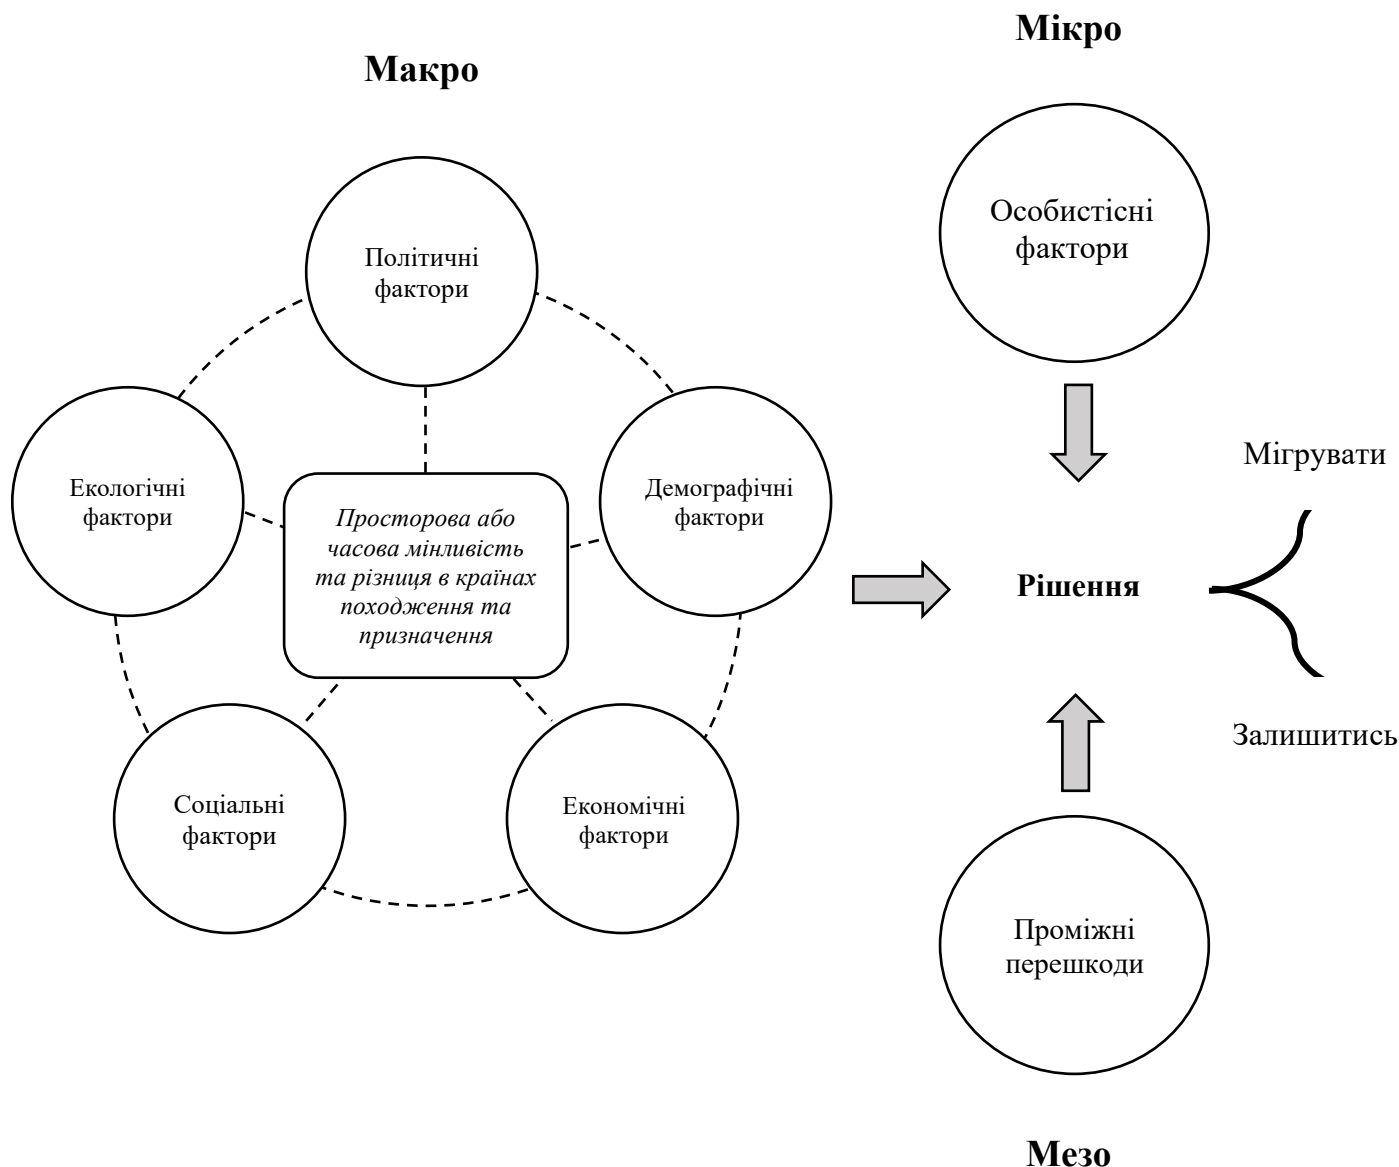 Мікро
Макро
Особистісні
фактори
Політичні
фактори
Мігрувати
Екологічні
фактори
Просторова або
часова мінливість
та різниця в країнах
походження та
призначення
Демографічні
фактори
Рішення
Залишитись
Соціальні
фактори
Економічні
фактори
Проміжні
перешкоди
Мезо